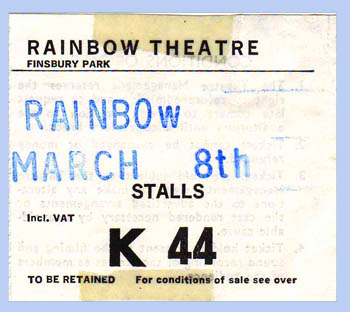 RAINBOW THEATRE
FINSBURY PARK
RAINBOW
MARCH 8th
STALLS
Incl. VAT
K 44
TO BE RETAINED For conditions of sale see over